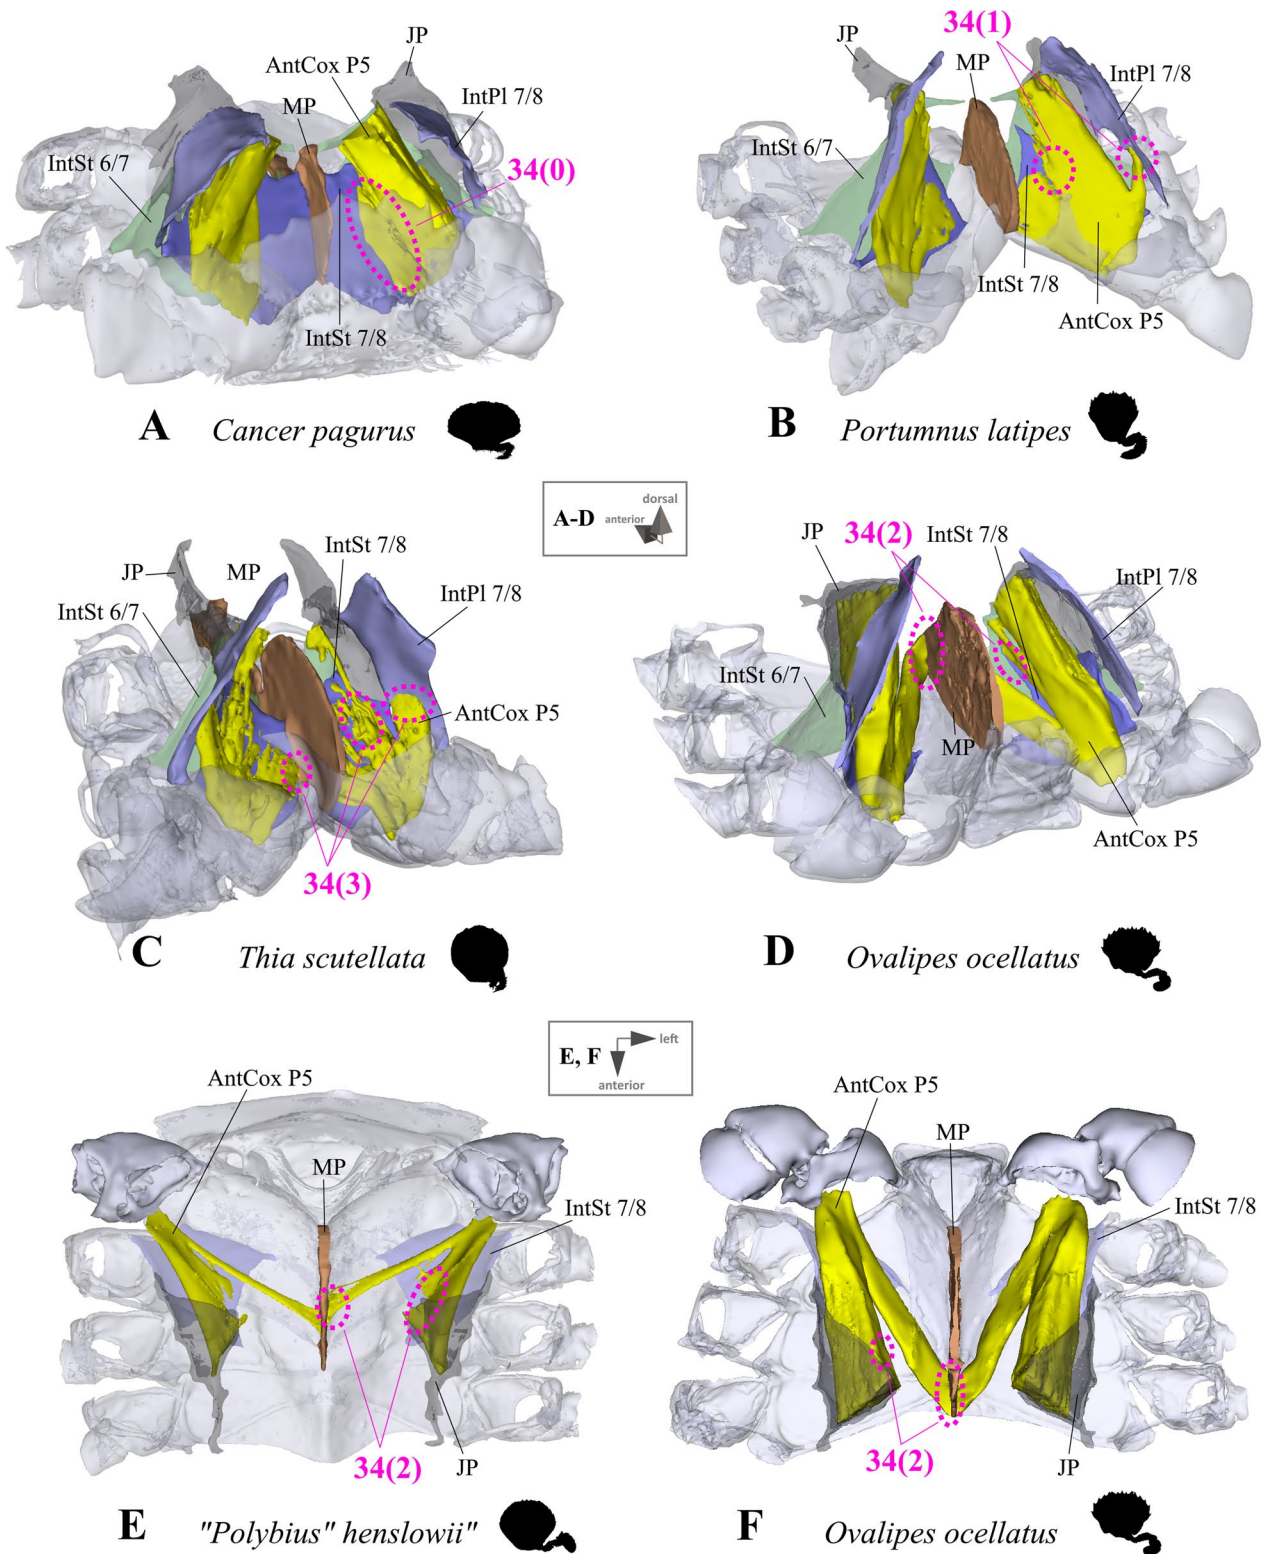 JP
AntCox P5
MP
IntPl 7/8
IntSt 6/7
34(0)
IntSt 7/8
A Cancer pagurus
34(1)
JP
MP
IntPl 7/8
IntSt 6/7
IntSt 7/8
AntCox P5
B Portumnus latipes
A-D
dorsal
anterior
IntSt 7/8
JP
MP
IntSt 6/7
IntPl 7/8
AntCox P5
34(3)
C Thia scutellata
34(2)
IntSt 7/8
JP
IntPl 7/8
IntSt 6/7
MP
AntCox P5
D Ovalipes ocellatus
E, F
left
anterior
AntCox P5
MP
IntSt 7/8
34(2)
JP
E "Polybius" henslowii"
AntCox P5
MP
IntSt 7/8
34(2)
JP
F Ovalipes ocellatus